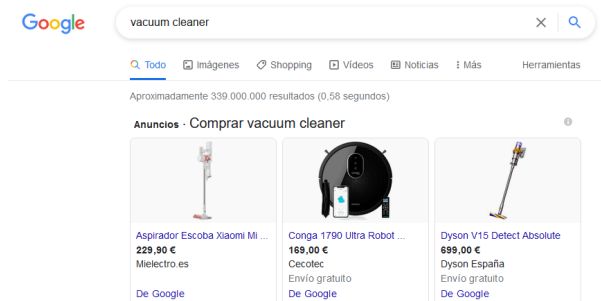 Google
vacuum cleaner
Todo Imágenes Shopping Vídeos Noticias Más Herramientas
Aproximadamente 339.000.000 resultados (0,58 segundos)
Anuncios · Comprar vacuum cleaner
Aspirador Escoba Xiaomi Mi ...
229,90 €
Mielectro.es
De Google
Conga 1790 Ultra Robot ...
169,00 €
Cecotec
Envío gratuito
De Google
Dyson V15 Detect Absolute
699,00 €
Dyson España
Envío gratuito
De Google